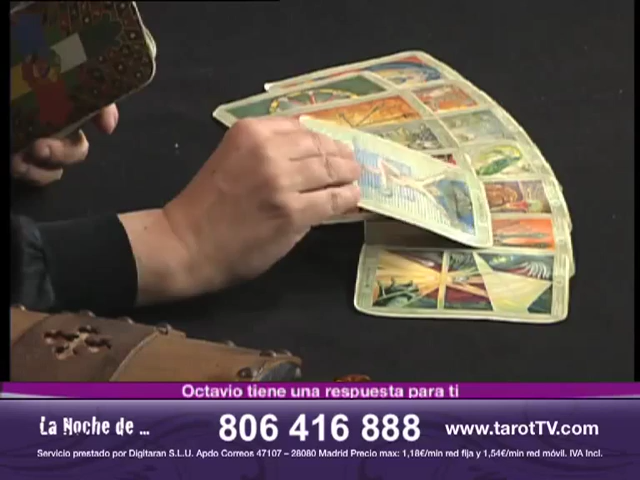 Octavio tiene una respuesta para ti
La Noche de ...
806 416 888
www.tarotTV.com
Servicio prestado por Digitaran S.L.U. Apdo Correos 47107 – 28080 Madrid Precio max: 1,18€/min red fija y 1,54€/min red móvil. IVA Incl.